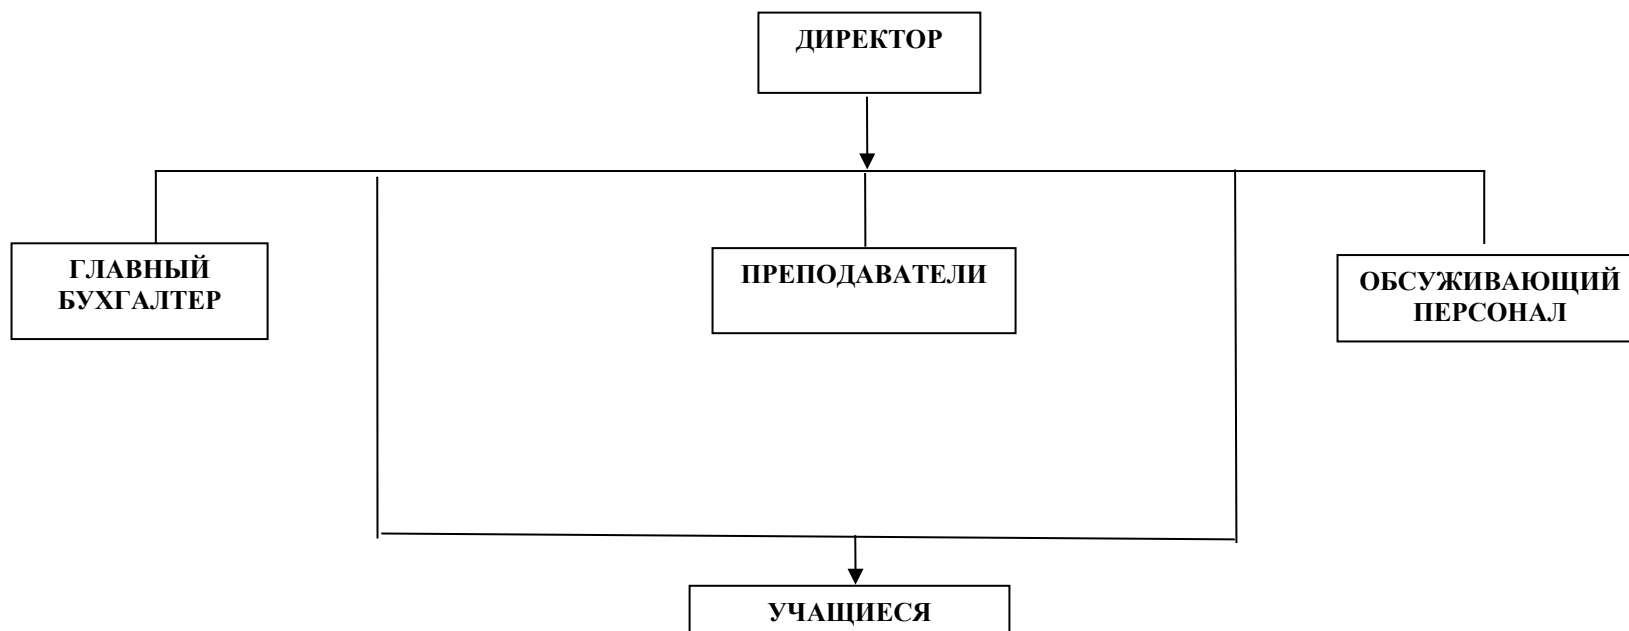 ДИРЕКТОР
ГЛАВНЫЙ
БУХГАЛТЕР
ПРЕПОДАВАТЕЛИ
ОБСУЖИВАЮЩИЙ
ПЕРСОНАЛ
УЧАЩИЕСЯ